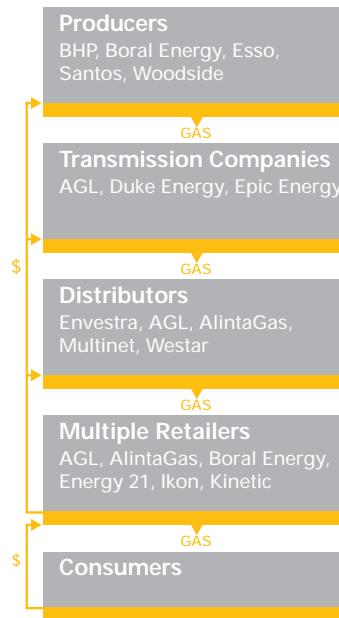 Producers
BHP, Boral Energy, Esso,
Santos, Woodside
GAS
Transmission Companies
AGL, Duke Energy, Epic Energy
$
GAS
Distributors
Envestra, AGL, AlintaGas,
Multinet, Westar
GAS
Multiple Retailers
AGL, AlintaGas, Boral Energy,
Energy 21, Ikon, Kinetic
GAS
$
Consumers